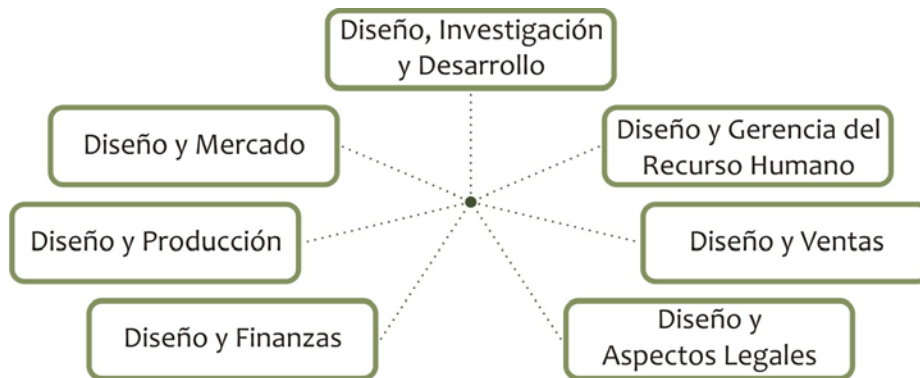 Diseño, Investigación
y Desarrollo
Diseño y Mercado
Diseño y Gerencia del
Recurso Humano
Diseño y Producción
Diseño y Ventas
Diseño y Finanzas
Diseño y
Aspectos Legales